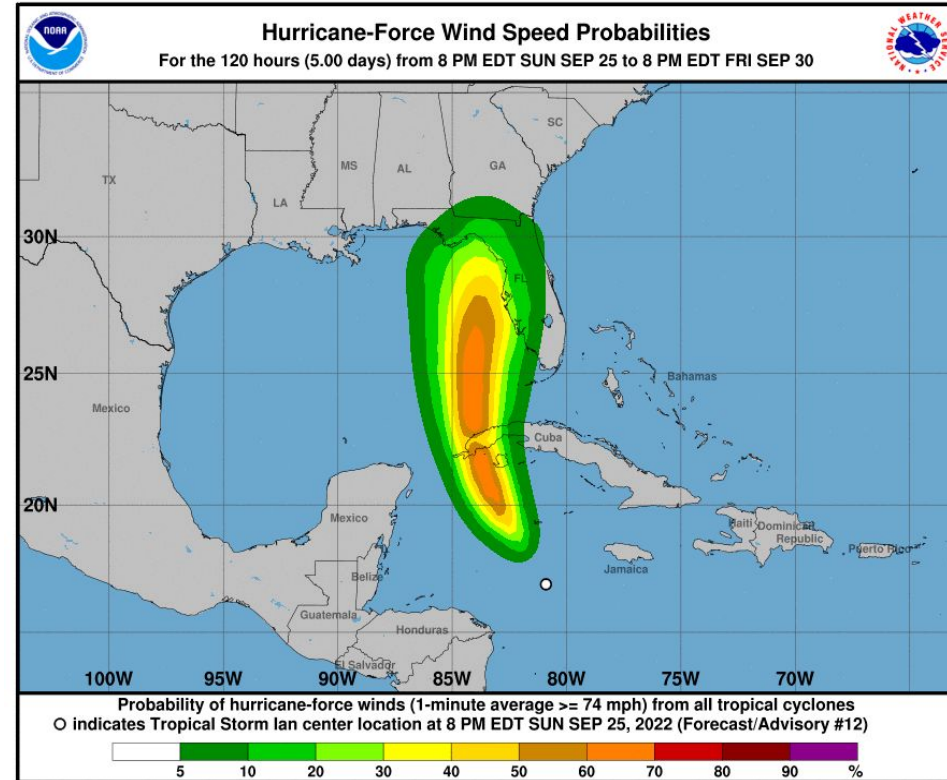 Hurricane-Force Wind Speed Probabilities
For the 120 hours (5.00 days) from 8 PM EDT SUN SEP 25 to 8 PM EDT FRI SEP 30
NOAA
NATIONAL WEATHER SERVICE
SC
TX
MS
AL
GA
LA
30N
FL
25N
Mexico
Bahamas
Cuba
20N
Mexico
Haiti
Dominican
Republic
Puerto Rico
Jamaica
Belize
Guatemala
Honduras
El Salvador
100W 95W 90W 85W 80W 75W 70W
Probability of hurricane-force winds (1-minute average >= 74 mph) from all tropical cyclones
O indicates Tropical Storm Ian center location at 8 PM EDT SUN SEP 25, 2022 (Forecast/Advisory #12)
5 10 20 30 40 50 60 70 80 90 %